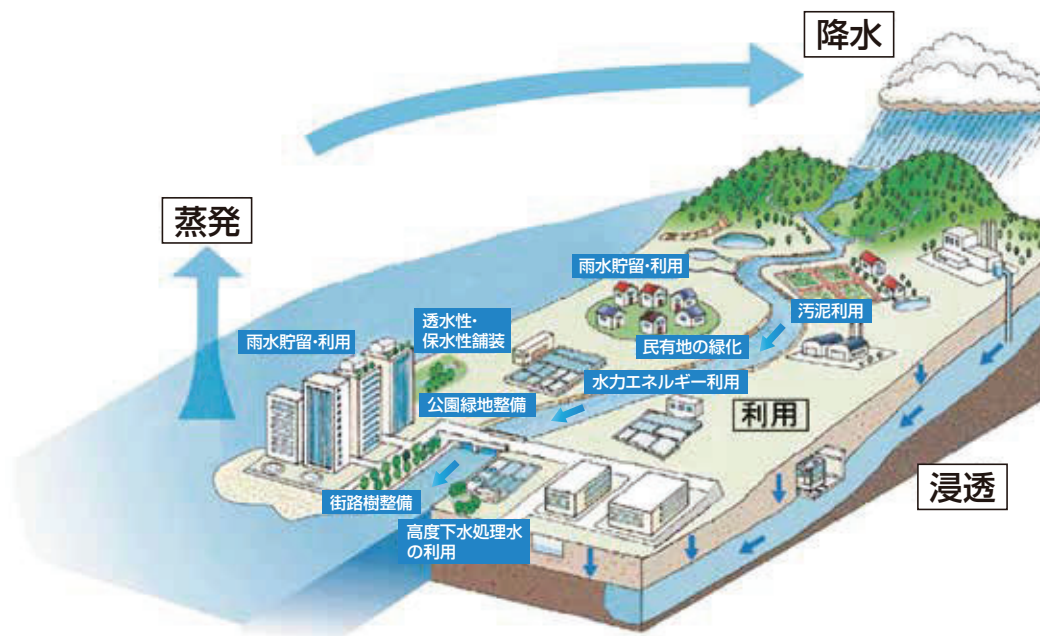 降水
蒸発
雨水貯留・利用
汚泥利用
透水性・
保水性舗装
雨水貯留・利用
民有地の緑化
水力エネルギー利用
公園緑地整備
利用
浸透
街路樹整備
高度下水処理水
の利用